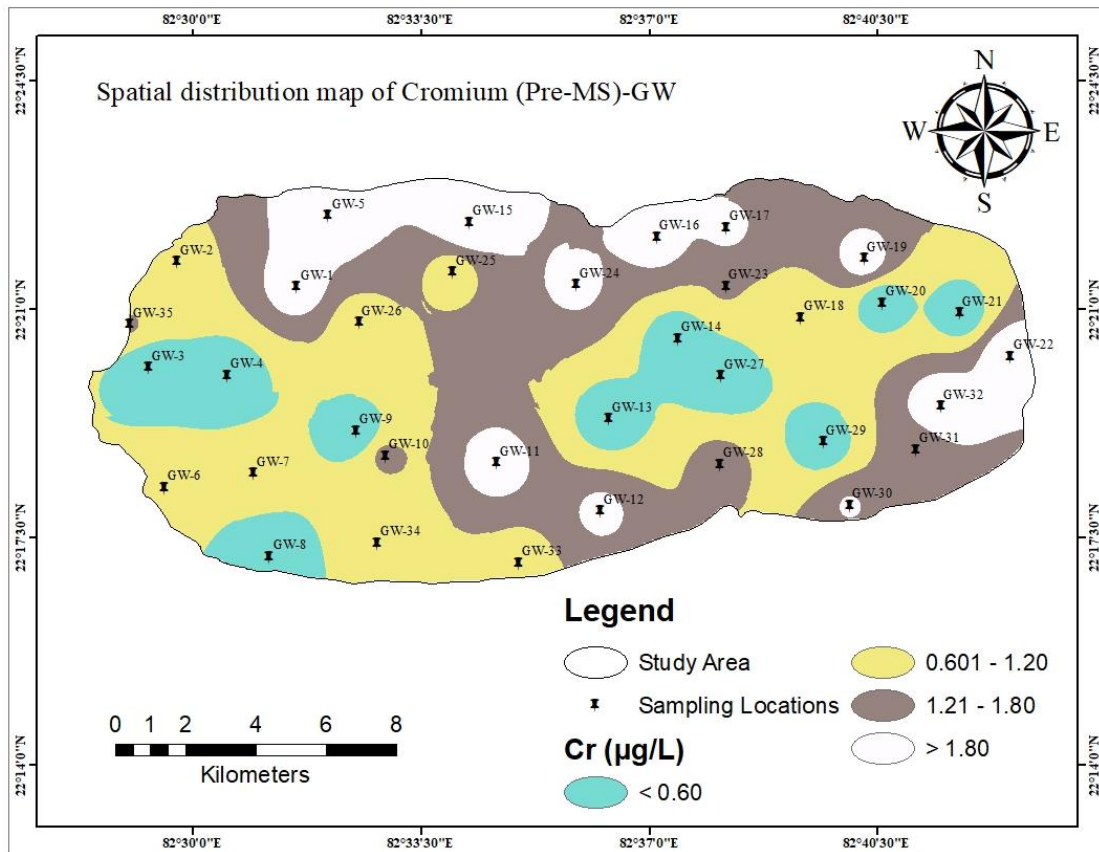 82°30'0"E 82°33'30"E 82°37'0"E 82°40'30"E
22°24'30"N 22°24'30"N
Spatial distribution map of Cromium (Pre-MS)-GW
N
W E
S
GW-5
GW-15
GW-16
GW-17
GW-2
GW-25
GW-19
GW-1
GW-24
GW-23
22°21'0"N 22°21'0"N
GW-35
GW-26
GW-18
GW-20
GW-21
GW-14
GW-3
GW-4
GW-27
GW-22
GW-9
GW-13
GW-32
GW-10
GW-11
GW-29
GW-31
GW-6
GW-7
GW-28
GW-12
GW-30
22°17'30"N 22°17'30"N
GW-8
GW-34
GW-33
Legend
Study Area
Sampling Locations
Cr (µg/L)
< 0.60
0.601 - 1.20
1.21 - 1.80
> 1.80
0 1 2 4 6 8
Kilometers
22°14'0"N 22°14'0"N
82°30'0"E 82°33'30"E 82°37'0"E 82°40'30"E